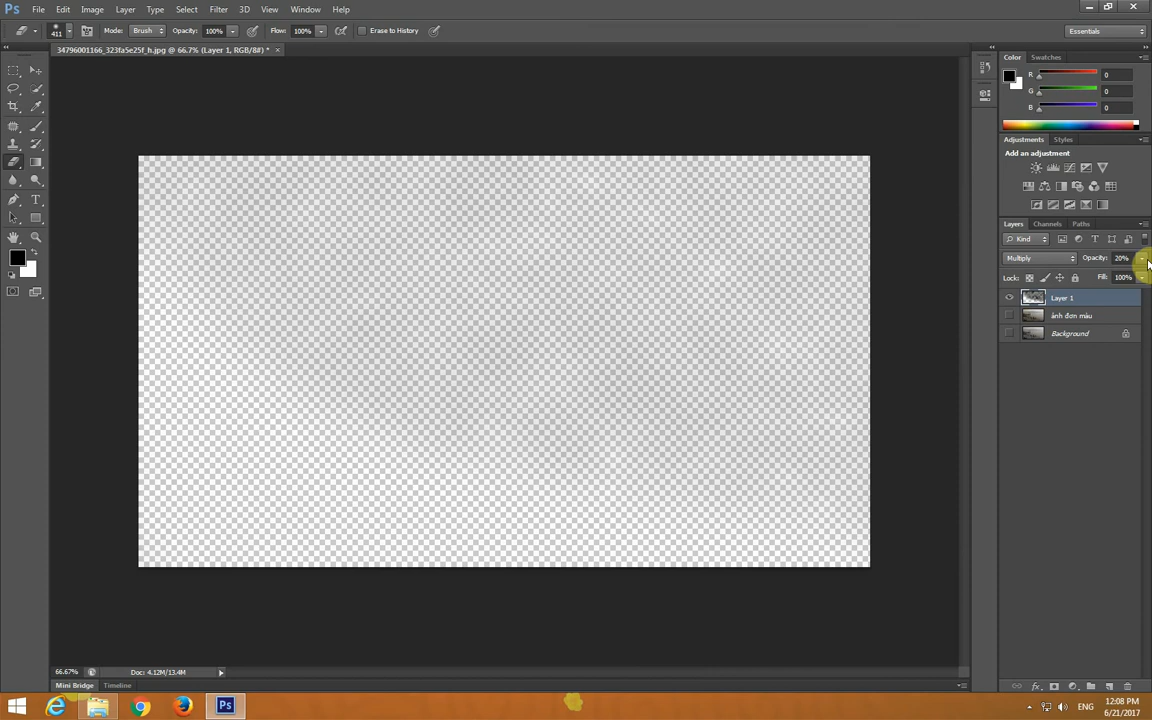 Ps File Edit Image Layer Type Select Filter 3D View Window Help
411 Mode: Brush Opacity: 100% Flow: 100% Erase to History Essentials
34796001166_323fa5e25f_h.jpg @ 66.7% (Layer 1, RGB/8#) * ×
Color Swatches
R 0
G 0
B 0
Adjustments Styles
Add an adjustment
Layers Channels Paths
Kind
Multiply Opacity: 20%
Lock: Fill: 100%
Layer 1
ảnh đơn màu
Background
66.67% Doc: 4.12M/13.4M
Mini Bridge Timeline
Ps ENG 12:08 PM
6/21/2017